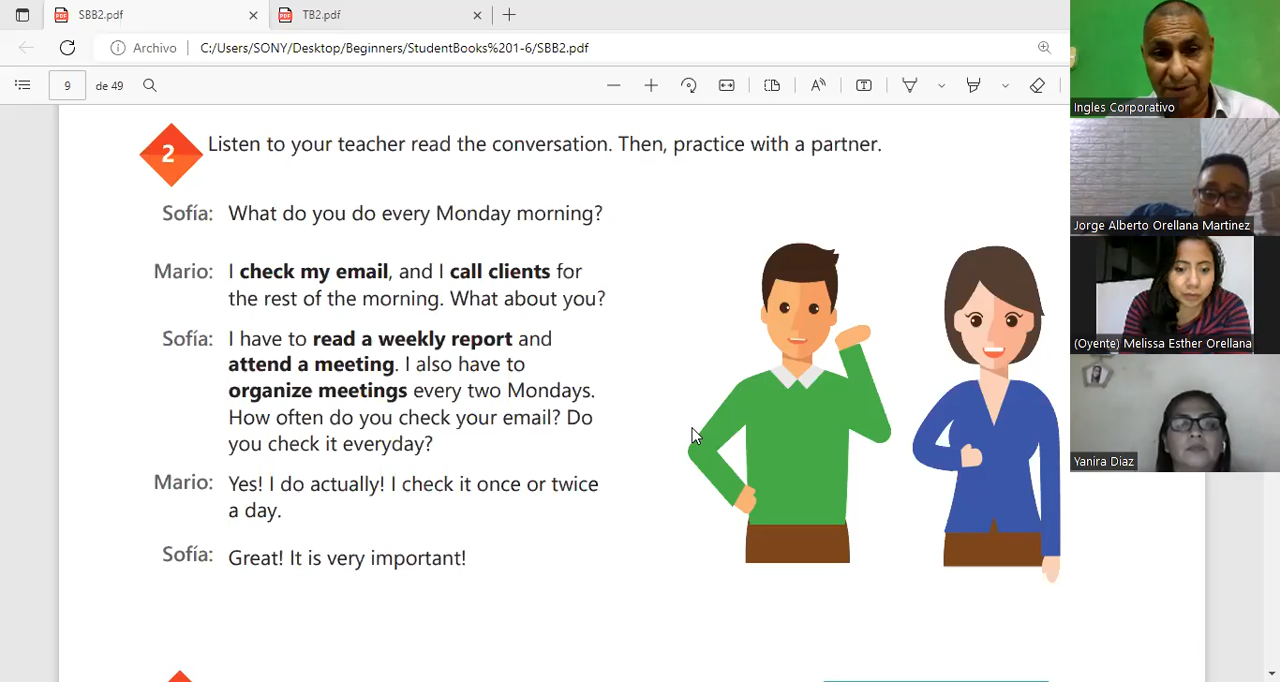 SBB2.pdf
TB2.pdf
Archivo
C:/Users/SONY/Desktop/Beginners/StudentBooks%201-6/SBB2.pdf
9 de 49
2
Listen to your teacher read the conversation. Then, practice with a partner.
Sofía: What do you do every Monday morning?
Mario: I check my email, and I call clients for
the rest of the morning. What about you?
Sofía: I have to read a weekly report and
attend a meeting. I also have to
organize meetings every two Mondays.
How often do you check your email? Do
you check it everyday?
Mario: Yes! I do actually! I check it once or twice
a day.
Sofía: Great! It is very important!
Ingles Corporativo
Jorge Alberto Orellana Martinez
(Oyente) Melissa Esther Orellana
Yanira Diaz